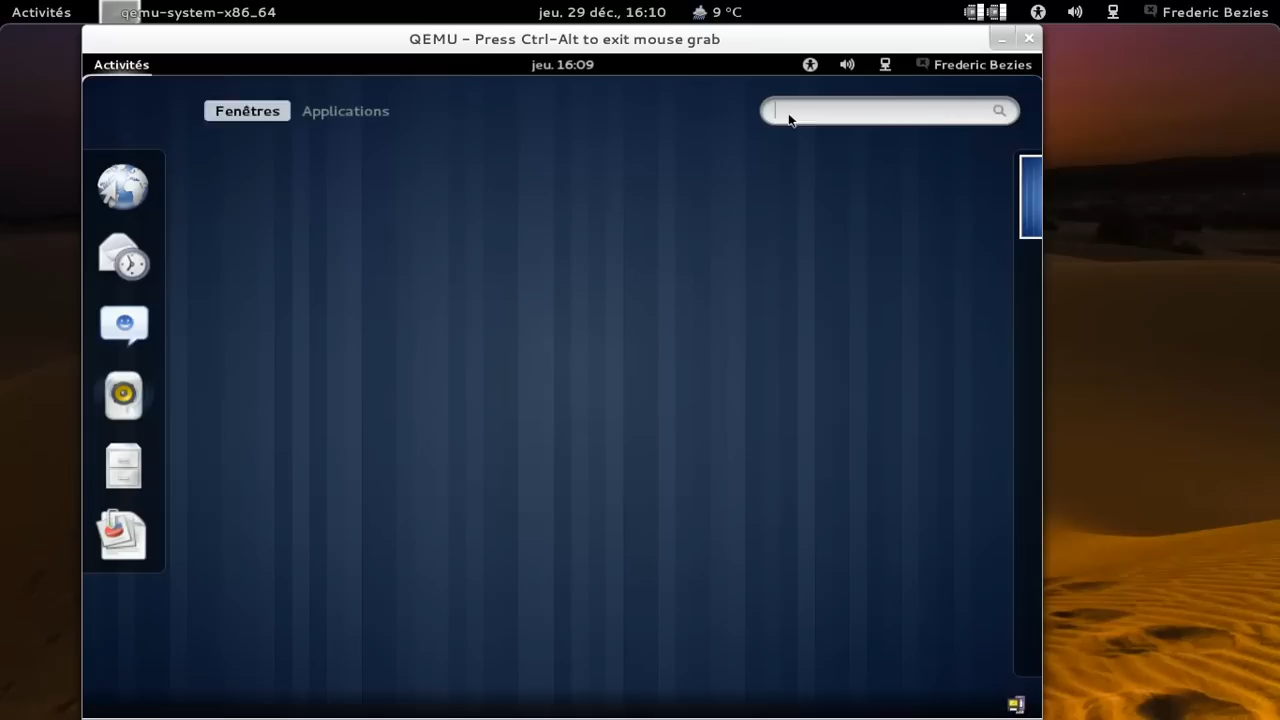 Activités qemu-system-x86_64 jeu. 29 déc., 16:10 9 °C Frederic Bezies
QEMU - Press Ctrl-Alt to exit mouse grab
Activités jeu. 16:09 Frederic Bezies
Fenêtres Applications